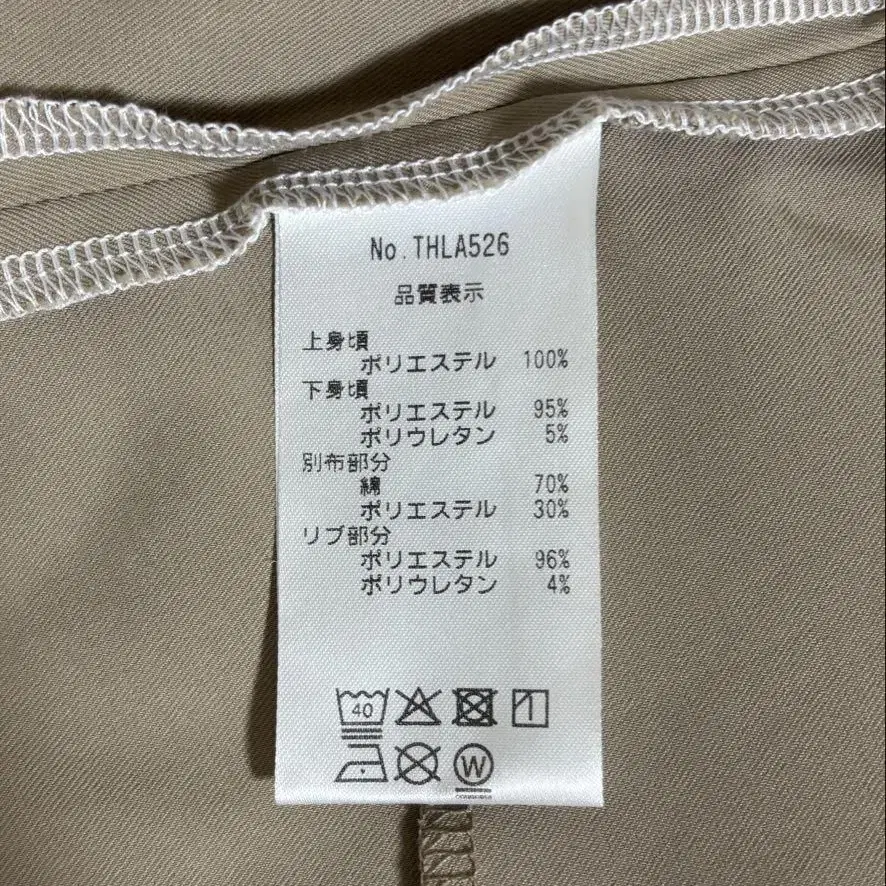 No.THLA526
品質表示
上身頃
ポリエステル 100%
下身頃
ポリエステル 95%
ポリウレタン 5%
別布部分
綿 70%
ポリエステル 30%
リブ部分
ポリエステル 96%
ポリウレタン 4%
40
W